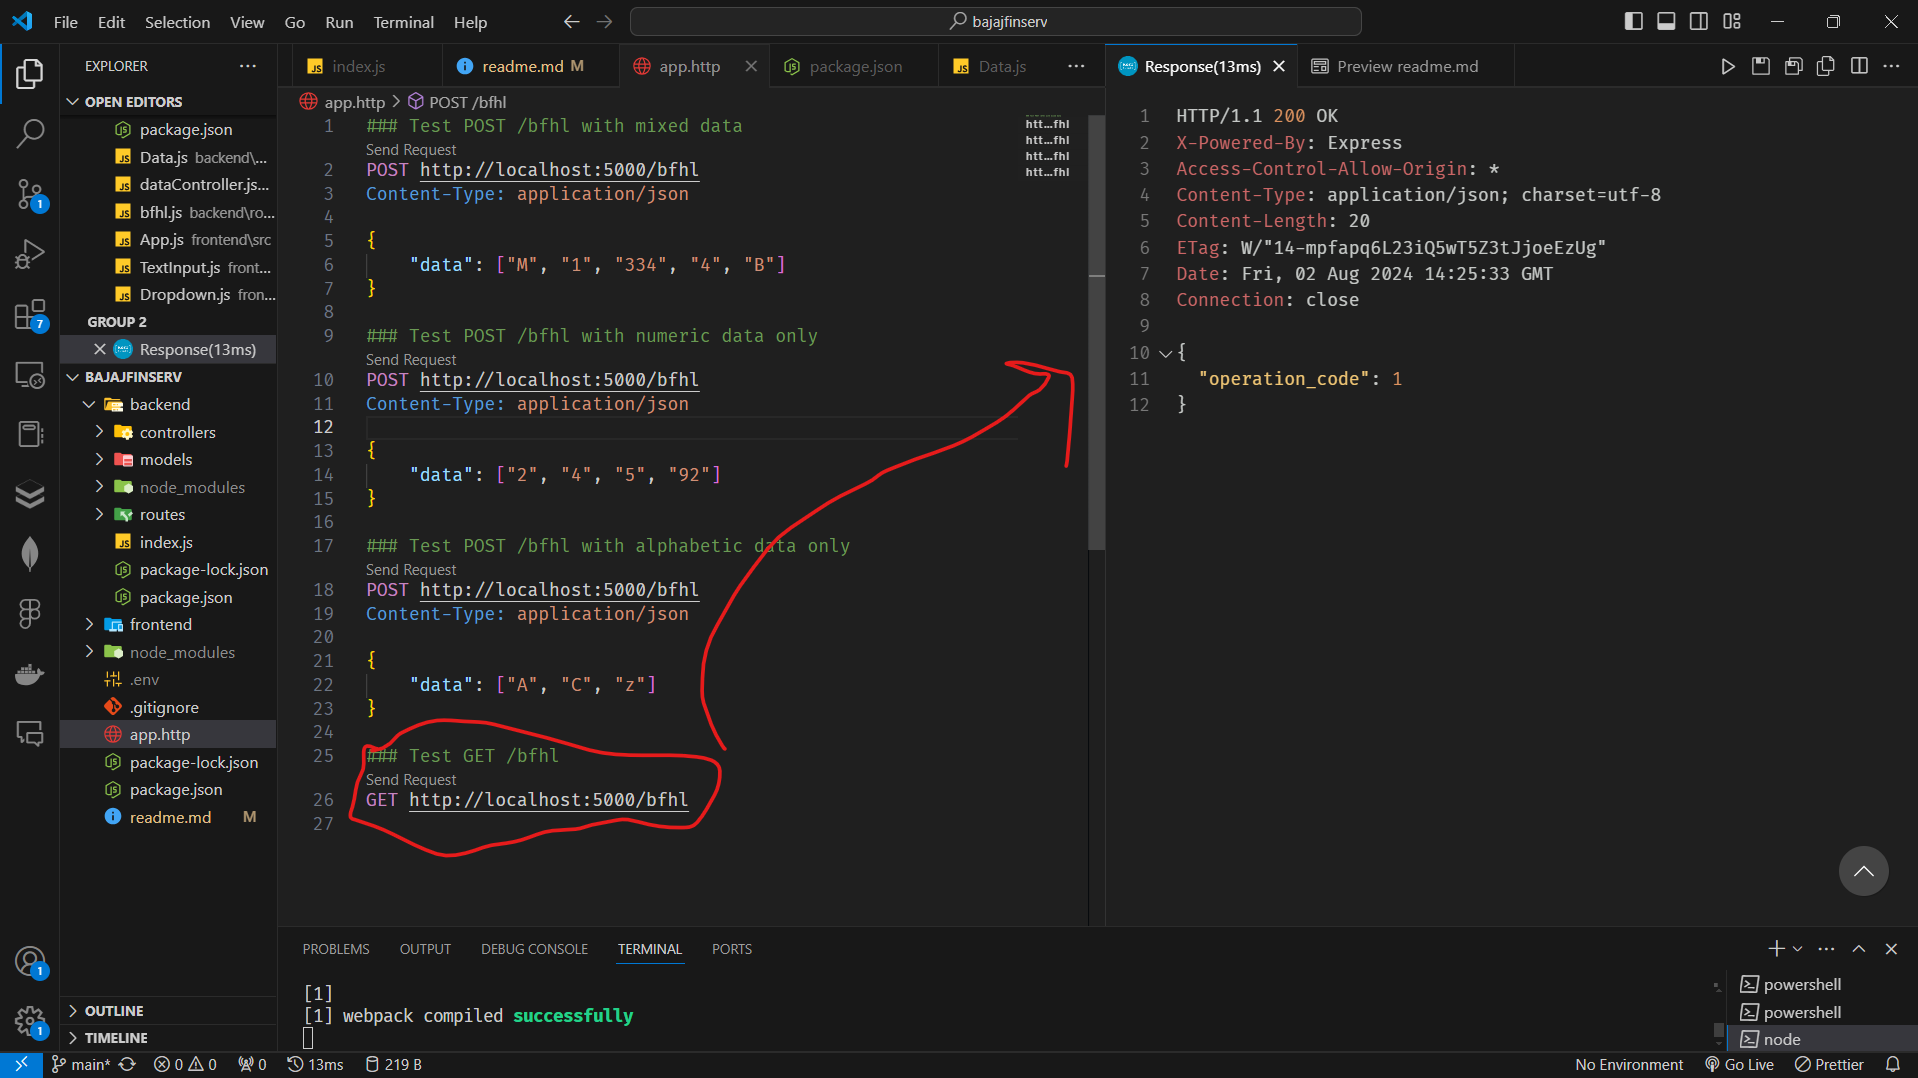 File Edit Selection View Go Run Terminal Help
bajajfinserv
EXPLORER
OPEN EDITORS
package.json
Data.js backend\...
dataController.js...
bfhl.js backend\ro...
App.js frontend\src
TextInput.js front...
Dropdown.js fron...
GROUP 2
Response(13ms)
BAJAJFINSERV
backend
controllers
models
node_modules
routes
index.js
package-lock.json
package.json
frontend
node_modules
.env
.gitignore
app.http
package-lock.json
package.json
readme.md M
OUTLINE
TIMELINE
index.js
readme.md M
app.http
package.json
Data.js
app.http > POST /bfhl
1 ### Test POST /bfhl with mixed data
Send Request
2 POST http://localhost:5000/bfhl
3 Content-Type: application/json
4
5 {
6 "data": ["M", "1", "334", "4", "B"]
7 }
8
9 ### Test POST /bfhl with numeric data only
Send Request
10 POST http://localhost:5000/bfhl
11 Content-Type: application/json
12
13 {
14 "data": ["2", "4", "5", "92"]
15 }
16
17 ### Test POST /bfhl with alphabetic data only
Send Request
18 POST http://localhost:5000/bfhl
19 Content-Type: application/json
20
21 {
22 "data": ["A", "C", "z"]
23 }
24
25 ### Test GET /bfhl
Send Request
26 GET http://localhost:5000/bfhl
27
htt...fhl
htt...fhl
htt...fhl
htt...fhl
Response(13ms)
Preview readme.md
1 HTTP/1.1 200 OK
2 X-Powered-By: Express
3 Access-Control-Allow-Origin: *
4 Content-Type: application/json; charset=utf-8
5 Content-Length: 20
6 ETag: W/"14-mpfapq6L23iQ5wT5Z3tJjoeEzUg"
7 Date: Fri, 02 Aug 2024 14:25:33 GMT
8 Connection: close
9
10 {
11 "operation_code": 1
12 }
PROBLEMS OUTPUT DEBUG CONSOLE TERMINAL PORTS
[1]
[1] webpack compiled successfully
powershell
powershell
node
1
7
1
1
main* 0 0 0 13ms 219 B
No Environment Go Live Prettier